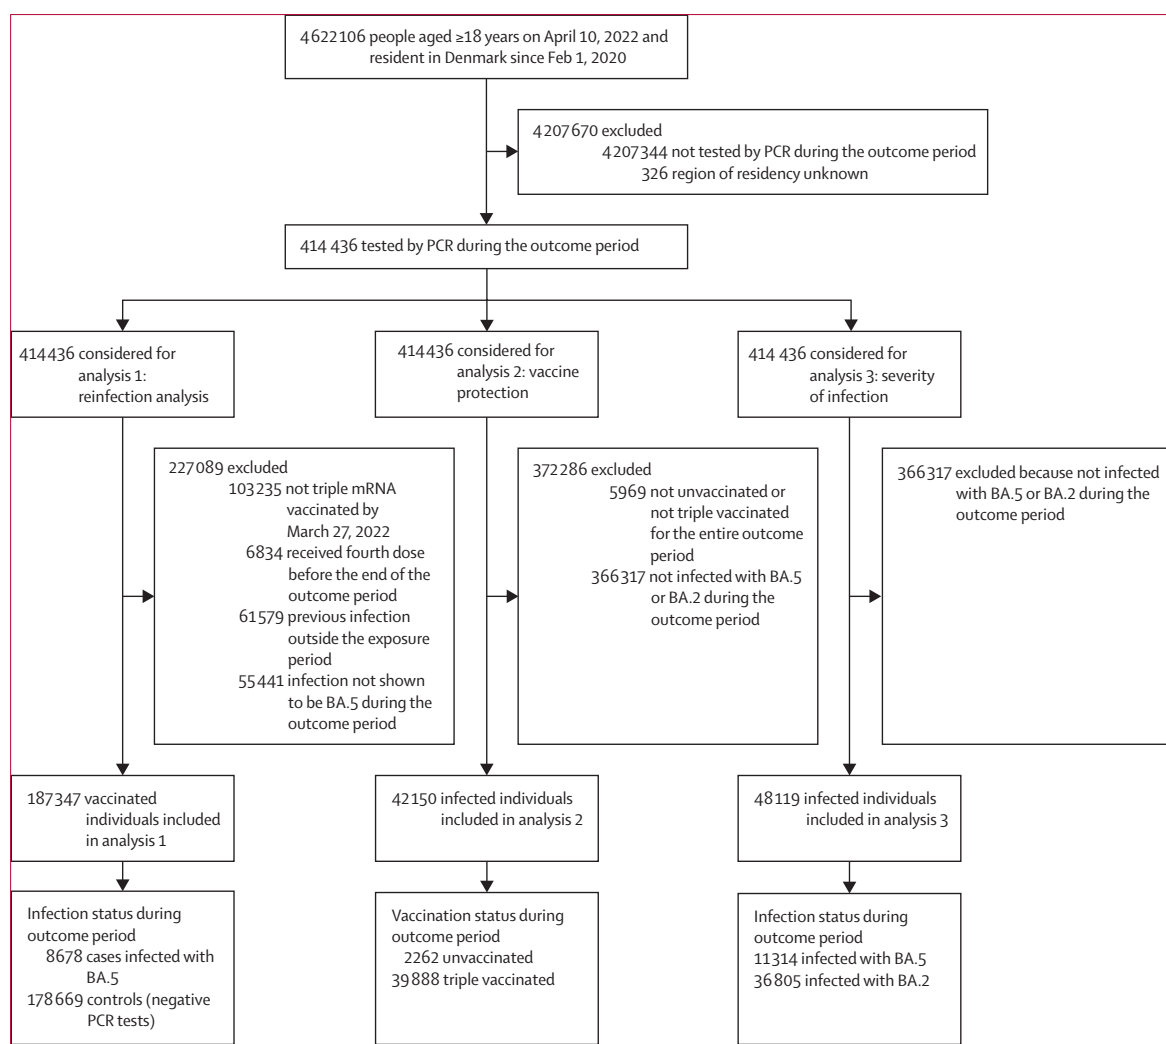 4622106 people aged ≥18 years on April 10, 2022 and
resident in Denmark since Feb 1, 2020
4207670 excluded
4207344 not tested by PCR during the outcome period
326 region of residency unknown
414 436 tested by PCR during the outcome period
414436 considered for
analysis 1:
reinfection analysis
414436 considered for
analysis 2: vaccine
protection
414 436 considered for
analysis 3: severity
of infection
227089 excluded
103235 not triple mRNA
vaccinated by
March 27, 2022
6834 received fourth dose
before the end of the
outcome period
61579 previous infection
outside the exposure
period
55441 infection not shown
to be BA.5 during the
outcome period
372286 excluded
5969 not unvaccinated or
not triple vaccinated
for the entire outcome
period
366317 not infected with BA.5
or BA.2 during the
outcome period
366317 excluded because not infected
with BA.5 or BA.2 during the
outcome period
187347 vaccinated
individuals included
in analysis 1
42150 infected individuals
included in analysis 2
48119 infected individuals
included in analysis 3
Infection status during
outcome period
8678 cases infected with
BA.5
178669 controls (negative
PCR tests)
Vaccination status during
outcome period
2262 unvaccinated
39888 triple vaccinated
Infection status during
outcome period
11314 infected with BA.5
36805 infected with BA.2